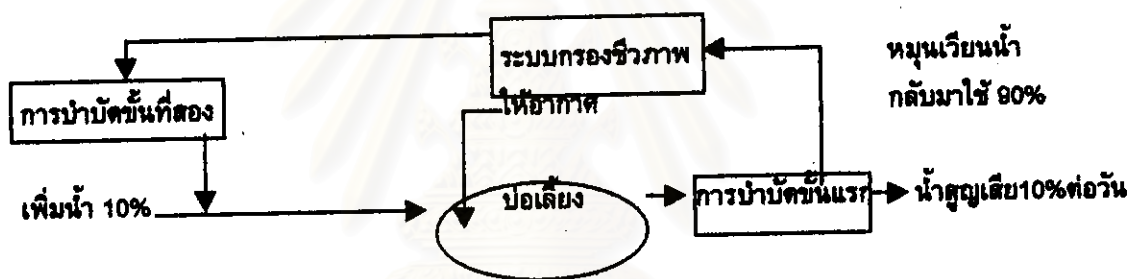 ระบบกรองชีวภาพ
หมุนเวียนน้ำ
กลับมาใช้ 90%
การบำบัดขั้นที่สอง
ให้อากาศ
เพิ่มน้ำ 10%
บ่อเลี้ยง
การบำบัดขั้นแรก
น้ำสูญเสีย10%ต่อวัน